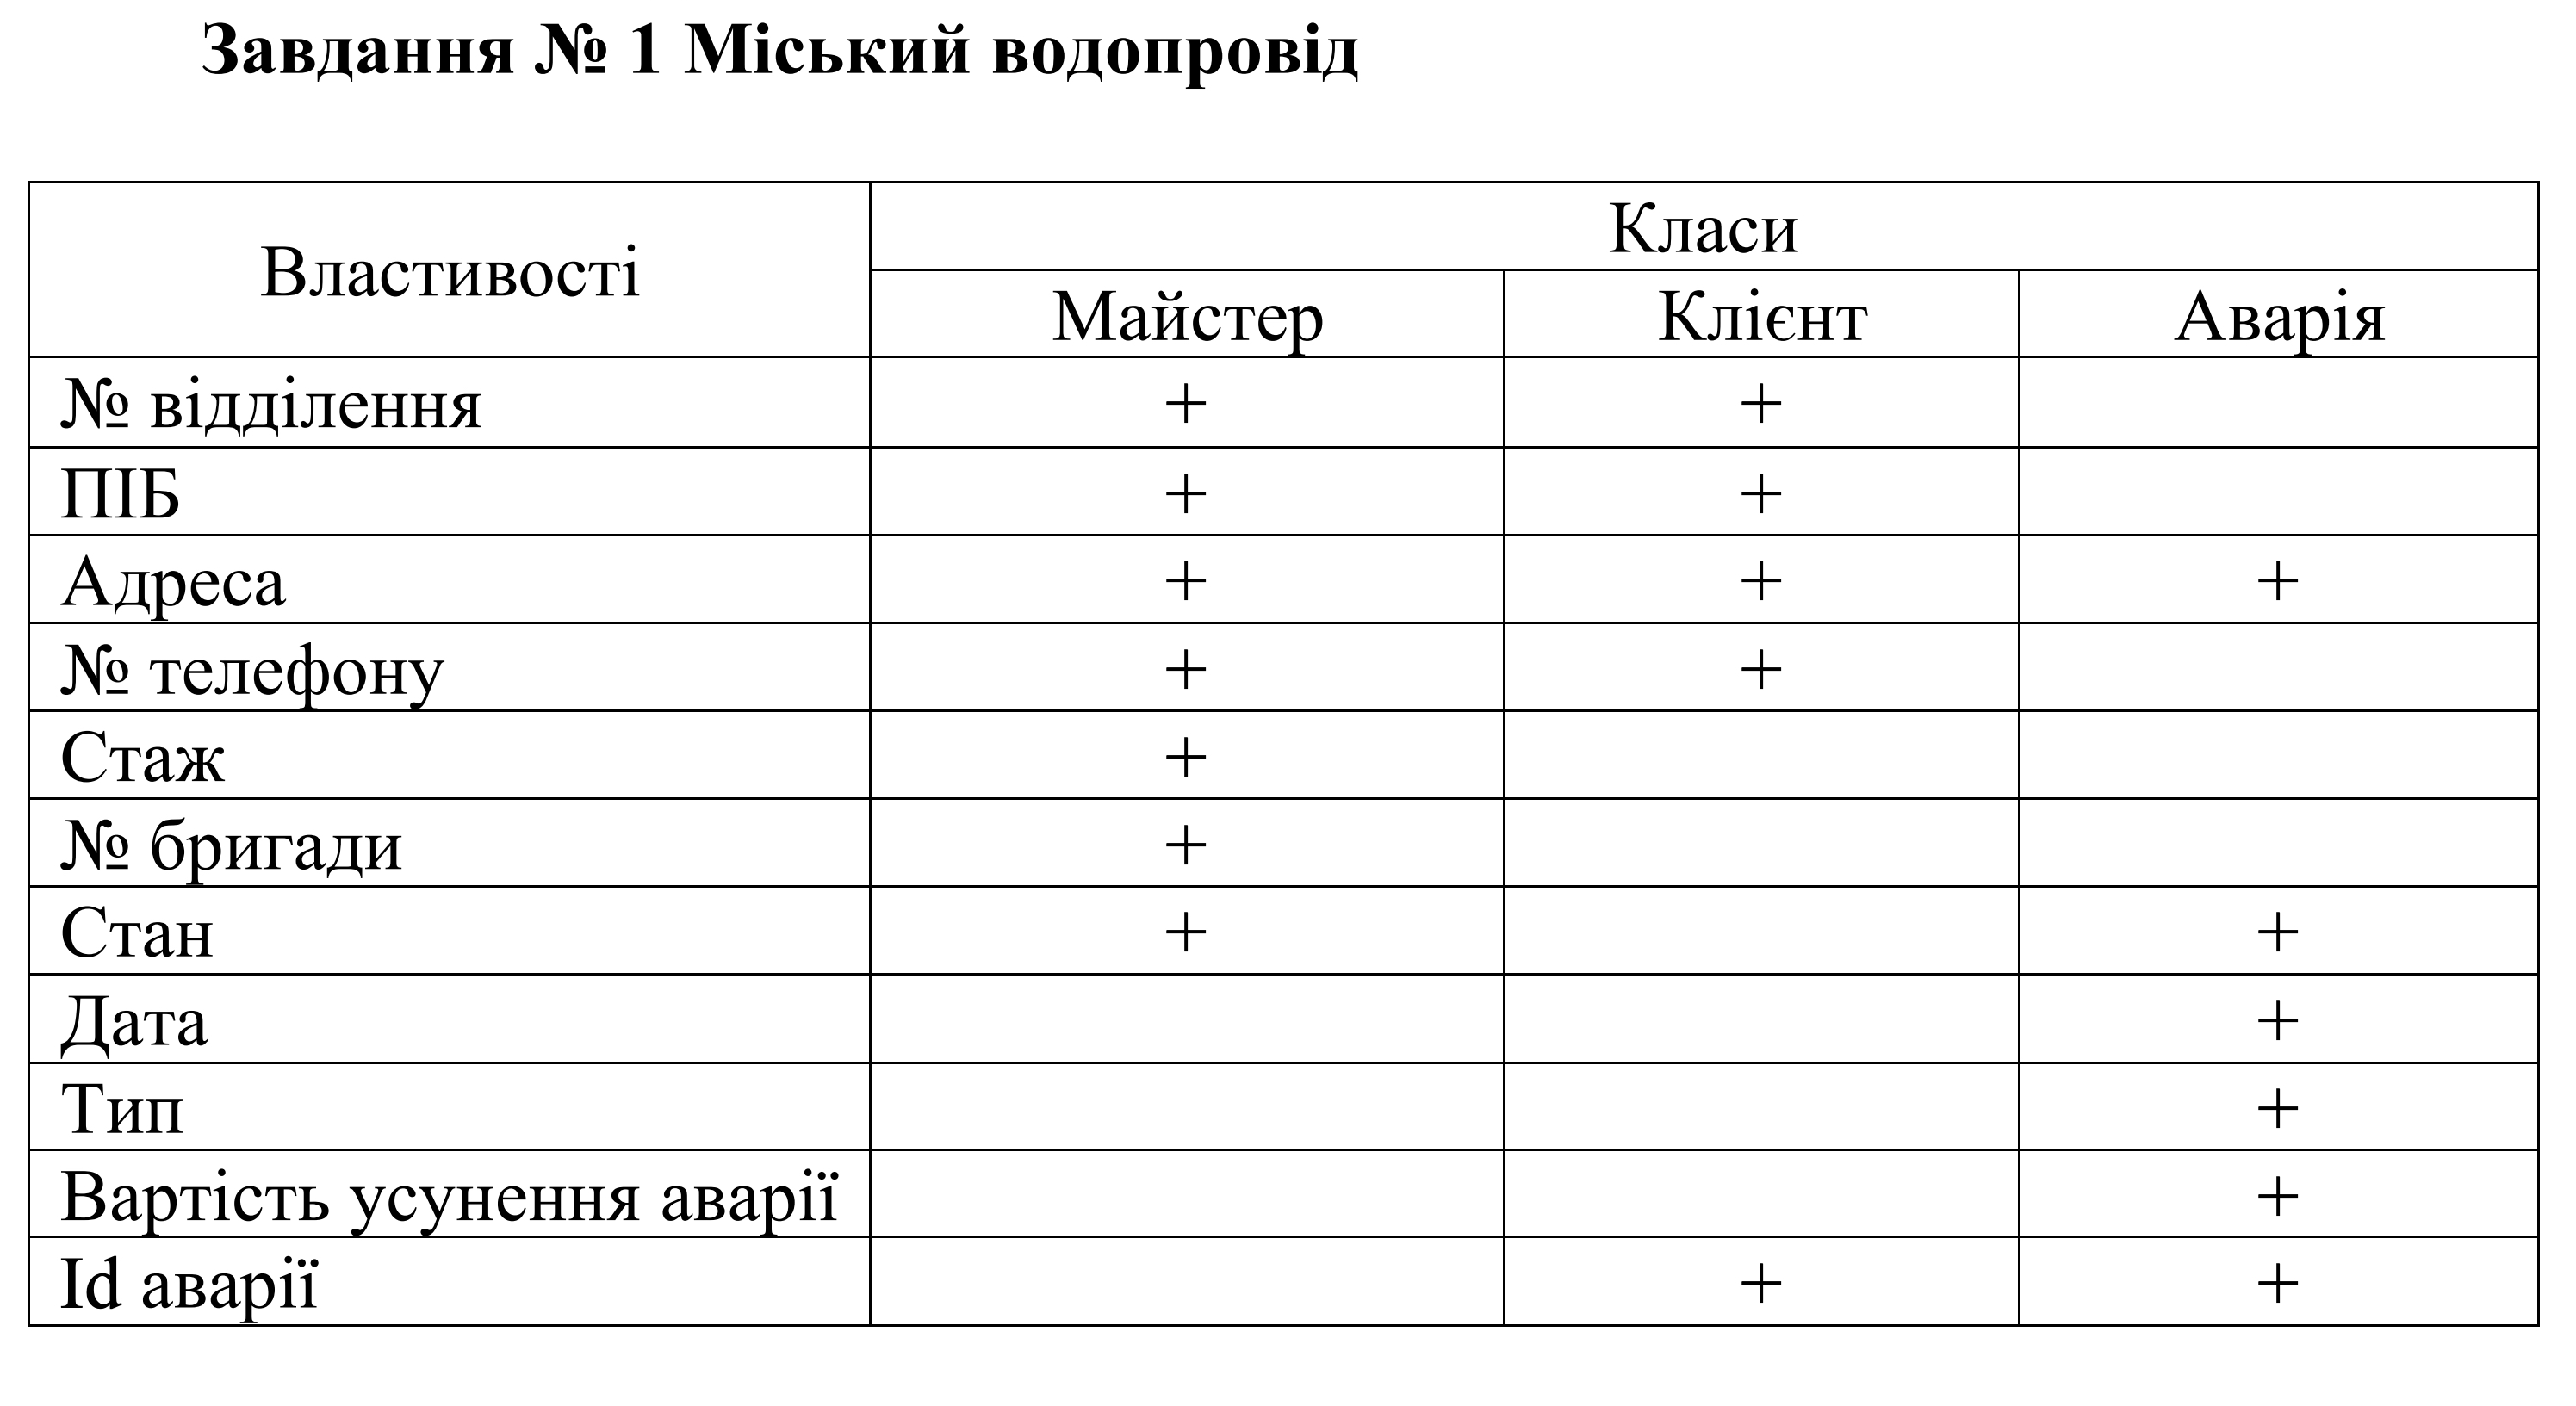 Завдання № 1 Міський водопровід
Властивості
Класи
Майстер Клієнт Аварія
№ відділення + +
ПІБ + +
Адреса + + +
№ телефону + +
Стаж +
№ бригади +
Стан + +
Дата +
Тип +
Вартість усунення аварії +
Id аварії + +